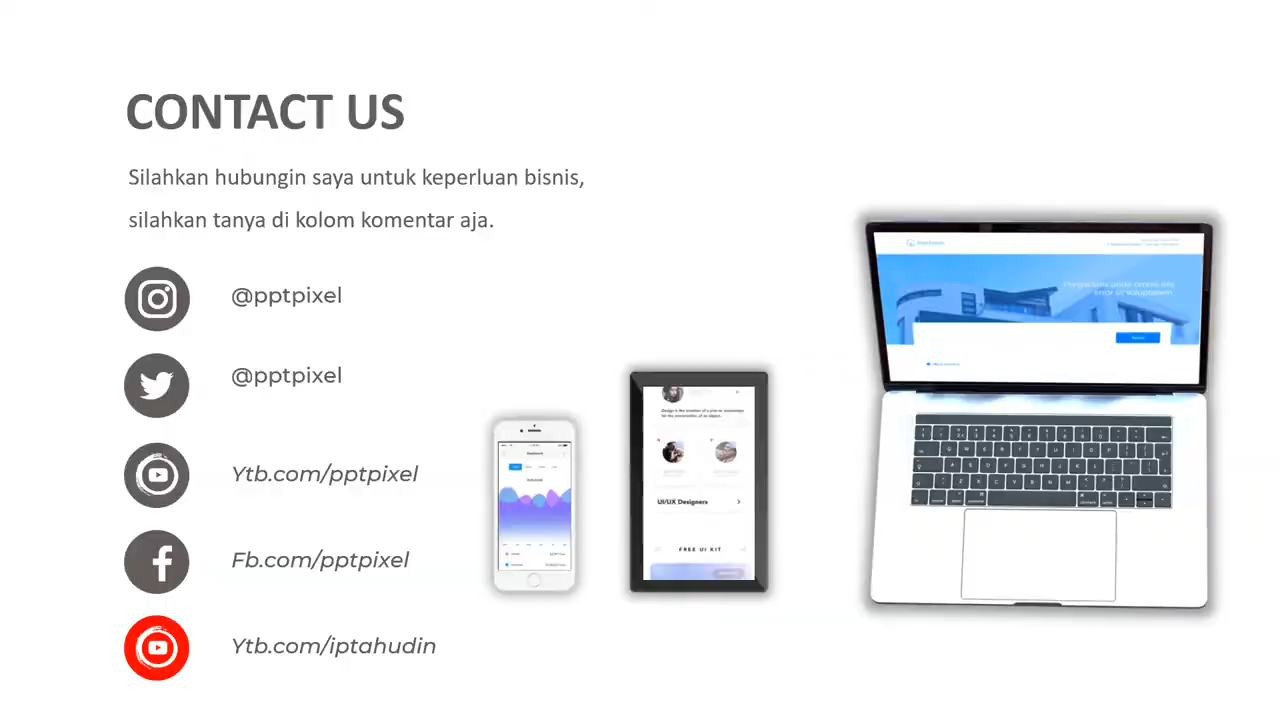 CONTACT US
Silahkan hubungin saya untuk keperluan bisnis,
silahkan tanya di kolom komentar aja.
@pptpixel
@pptpixel
Ytb.com/pptpixel
Fb.com/pptpixel
Ytb.com/iptahudin
UI/UX Designers
FREE UI KIT